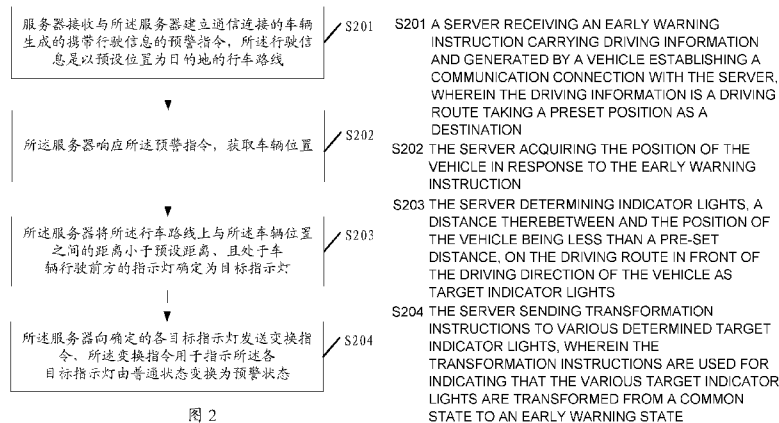 服务器接收与所述服务器建立通信连接的车辆
生成的携带行驶信息的预警指令，所述行驶信
息是以预设位置为目的地的行车路线
S201
所述服务器响应所述预警指令，获取车辆位置
S202
所述服务器将所述行车路线上与所述车辆位置
之间的距离小于预设距离、且处于车
辆行驶前方的指示灯确定为目标指示灯
S203
所述服务器向确定的各目标指示灯发送变换指
令、所述变换指令用于指示所述各
目标指示灯由普通状态变换为预警状态
S204
图 2
S201 A SERVER RECEIVING AN EARLY WARNING
INSTRUCTION CARRYING DRIVING INFORMATION
AND GENERATED BY A VEHICLE ESTABLISHING A
COMMUNICATION CONNECTION WITH THE SERVER,
WHEREIN THE DRIVING INFORMATION IS A DRIVING
ROUTE TAKING A PRESET POSITION AS A
DESTINATION
S202 THE SERVER ACQUIRING THE POSITION OF THE
VEHICLE IN RESPONSE TO THE EARLY WARNING
INSTRUCTION
S203 THE SERVER DETERMINING INDICATOR LIGHTS, A
DISTANCE THEREBETWEEN AND THE POSITION OF
THE VEHICLE BEING LESS THAN A PRE-SET
DISTANCE, ON THE DRIVING ROUTE IN FRONT OF
THE DRIVING DIRECTION OF THE VEHICLE AS
TARGET INDICATOR LIGHTS
S204 THE SERVER SENDING TRANSFORMATION
INSTRUCTIONS TO VARIOUS DETERMINED TARGET
INDICATOR LIGHTS, WHEREIN THE
TRANSFORMATION INSTRUCTIONS ARE USED FOR
INDICATING THAT THE VARIOUS TARGET INDICATOR
LIGHTS ARE TRANSFORMED FROM A COMMON
STATE TO AN EARLY WARNING STATE